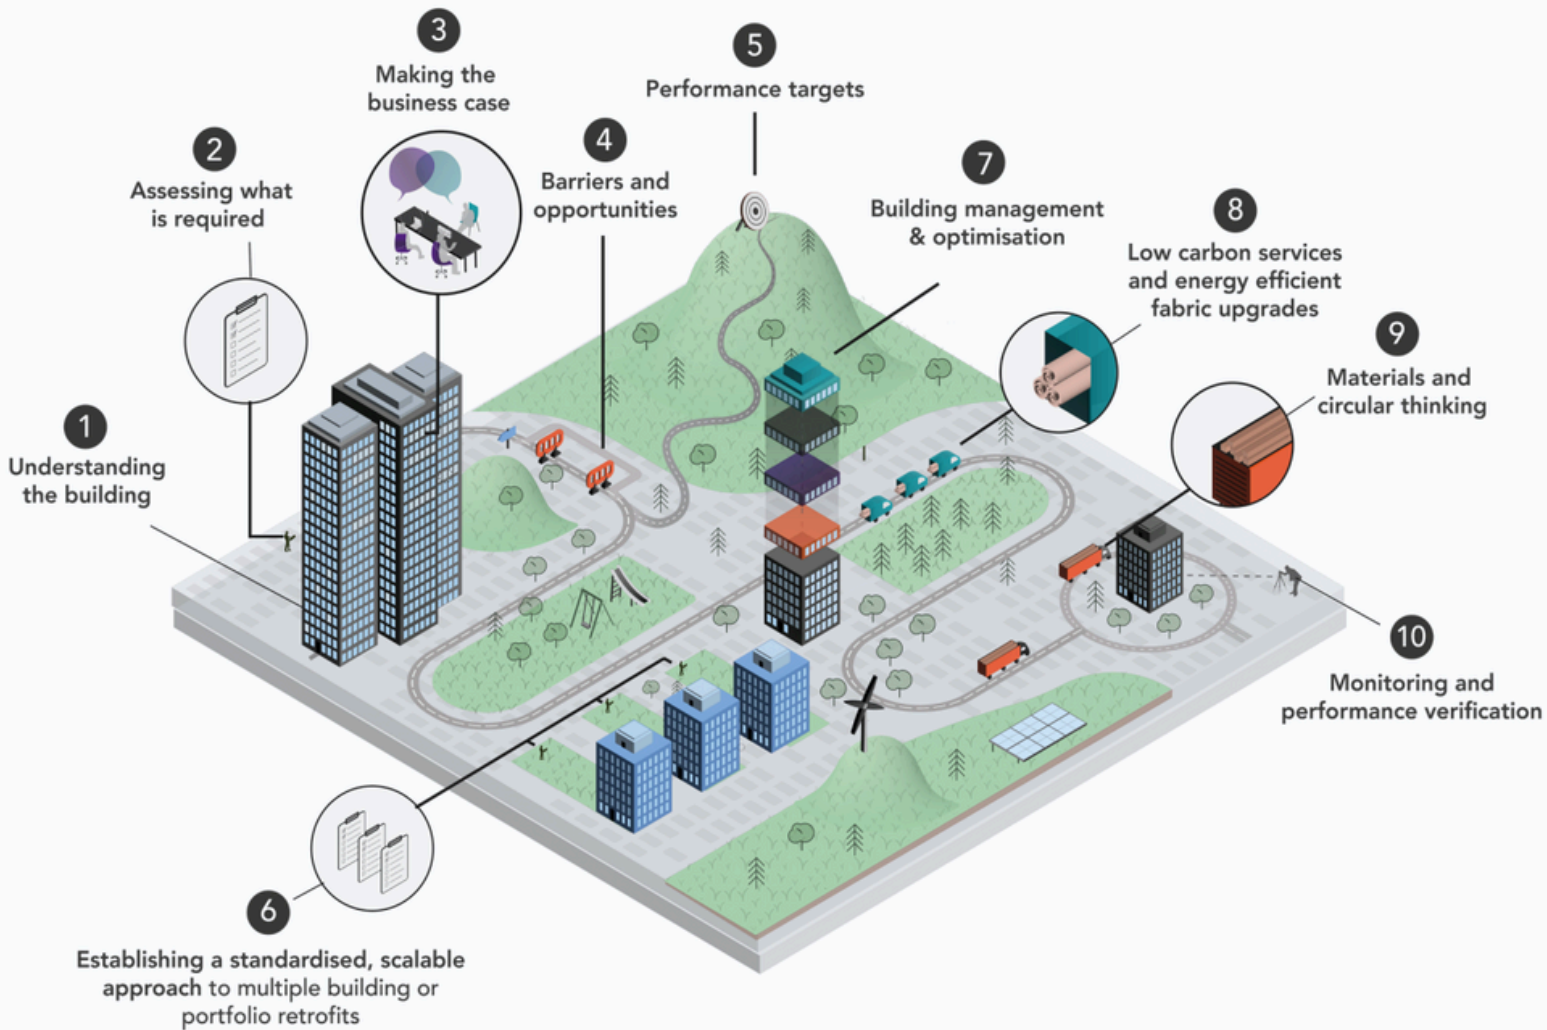 1
Understanding
the building
2
Assessing what
is required
3
Making the
business case
4
Barriers and
opportunities
5
Performance targets
6
Establishing a standardised, scalable
approach to multiple building or
portfolio retrofits
7
Building management
& optimisation
8
Low carbon services
and energy efficient
fabric upgrades
9
Materials and
circular thinking
10
Monitoring and
performance verification